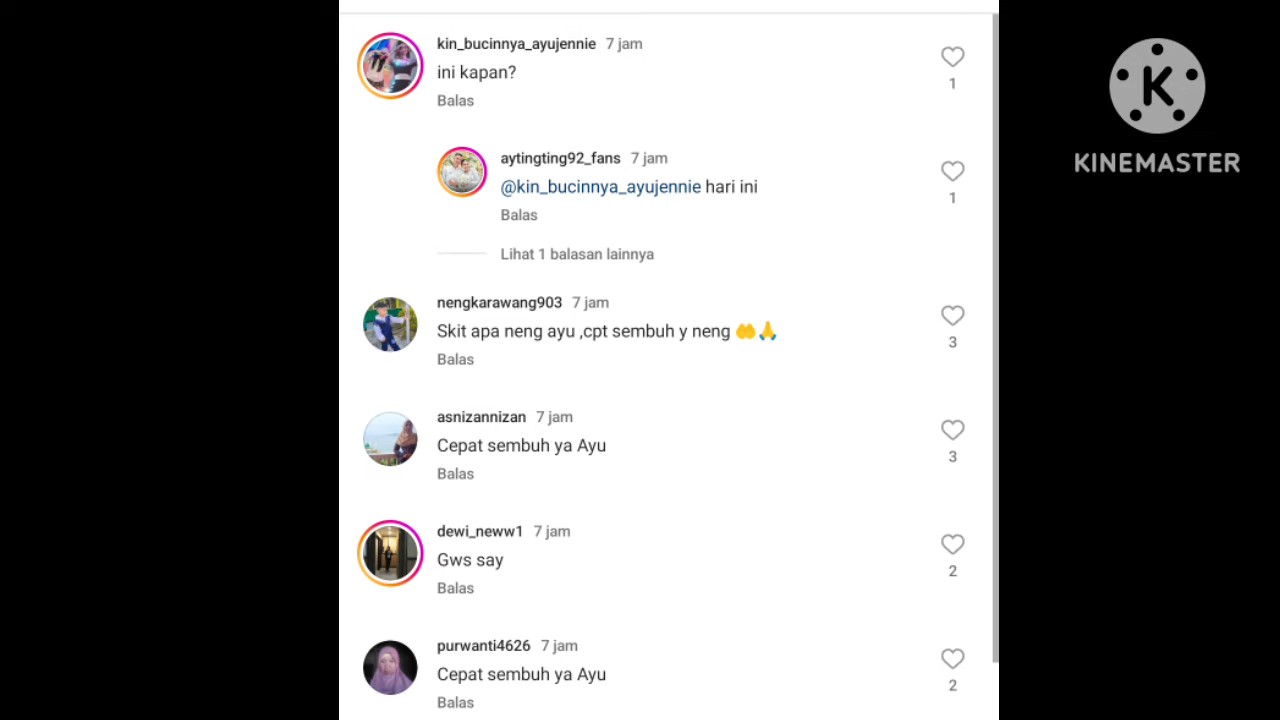 kin_bucinnya_ayujennie 7 jam
ini kapan?
1
Balas
aytingting92_fans 7 jam
@kin_bucinnya_ayujennie hari ini
1
Balas
Lihat 1 balasan lainnya
nengkarawang903 7 jam
Skit apa neng ayu ,cpt sembuh y neng 🤲🙏
3
Balas
asnizannizan 7 jam
Cepat sembuh ya Ayu
3
Balas
dewi_neww1 7 jam
Gws say
2
Balas
purwanti4626 7 jam
Cepat sembuh ya Ayu
2
Balas
K
KINEMASTER